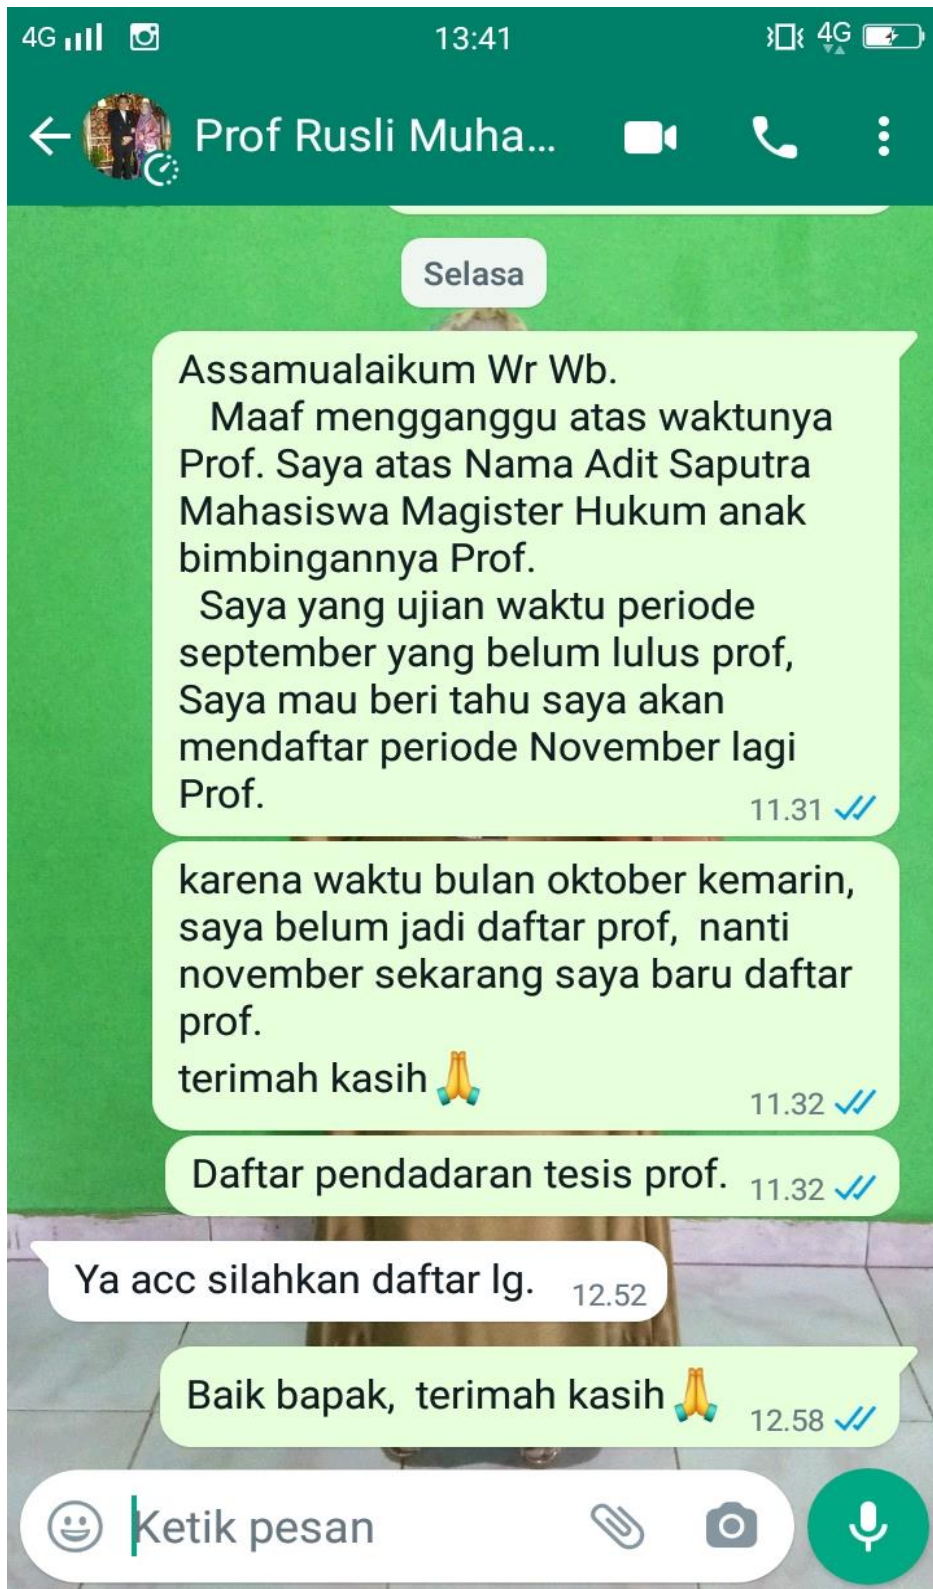 4G 13:41 4G
Prof Rusli Muha...
Selasa
Assamualaikum Wr Wb.
Maaf mengganggu atas waktunya
Prof. Saya atas Nama Adit Saputra
Mahasiswa Magister Hukum anak
bimbingannya Prof.
Saya yang ujian waktu periode
september yang belum lulus prof,
Saya mau beri tahu saya akan
mendaftar periode November lagi
Prof.
11.31
karena waktu bulan oktober kemarin,
saya belum jadi daftar prof, nanti
november sekarang saya baru daftar
prof.
terimah kasih🙏
11.32
Daftar pendadaran tesis prof. 11.32
Ya acc silahkan daftar lg. 12.52
Baik bapak, terimah kasih🙏 12.58
Ketik pesan